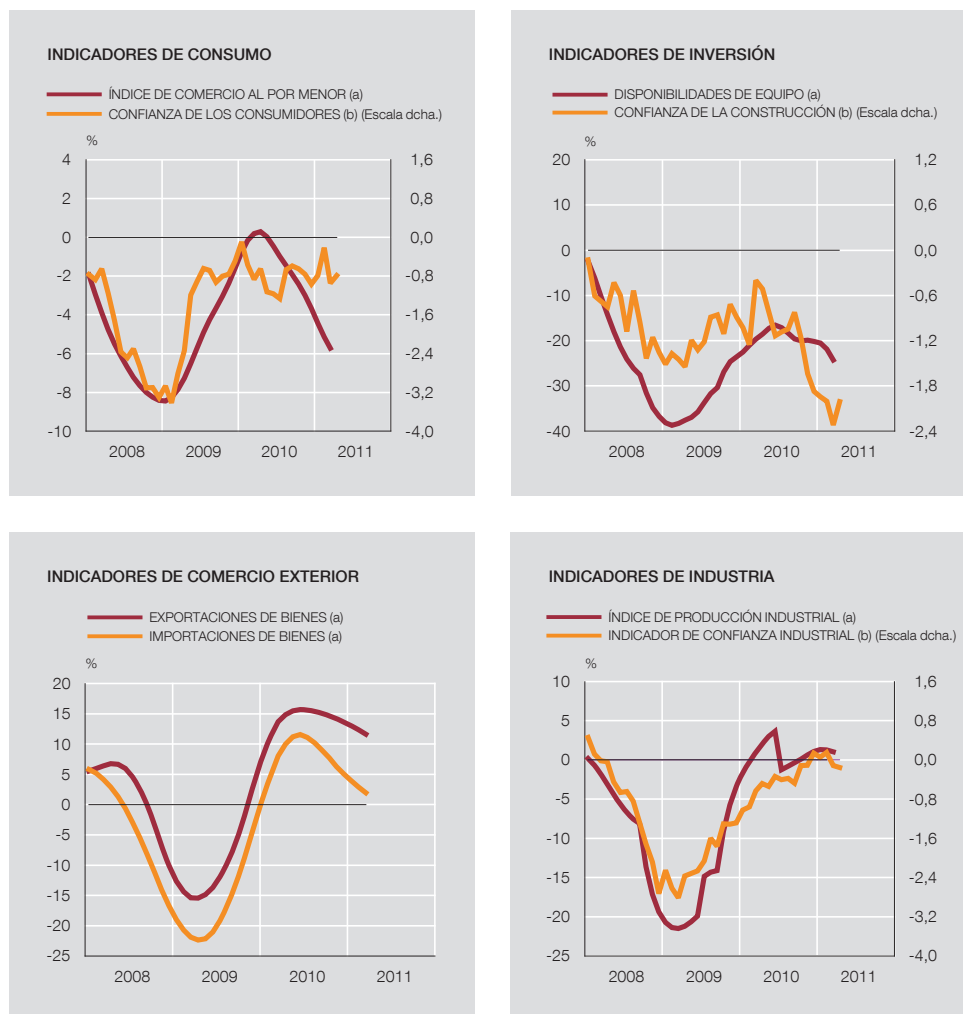 INDICADORES DE CONSUMO
ÍNDICE DE COMERCIO AL POR MENOR (a)
CONFIANZA DE LOS CONSUMIDORES (b) (Escala dcha.)
%
4 1,6
2 0,8
0 0,0
-2 -0,8
-4 -1,6
-6 -2,4
-8 -3,2
-10 -4,0
2008 2009 2010 2011
INDICADORES DE INVERSIÓN
DISPONIBILIDADES DE EQUIPO (a)
CONFIANZA DE LA CONSTRUCCIÓN (b) (Escala dcha.)
%
20 1,2
10 0,6
0 0,0
-10 -0,6
-20 -1,2
-30 -1,8
-40 -2,4
2008 2009 2010 2011
INDICADORES DE COMERCIO EXTERIOR
EXPORTACIONES DE BIENES (a)
IMPORTACIONES DE BIENES (a)
%
20
15
10
5
0
-5
-10
-15
-20
-25
2008 2009 2010 2011
INDICADORES DE INDUSTRIA
ÍNDICE DE PRODUCCIÓN INDUSTRIAL (a)
INDICADOR DE CONFIANZA INDUSTRIAL (b) (Escala dcha.)
%
10 1,6
5 0,8
0 0,0
-5 -0,8
-10 -1,6
-15 -2,4
-20 -3,2
-25 -4,0
2008 2009 2010 2011